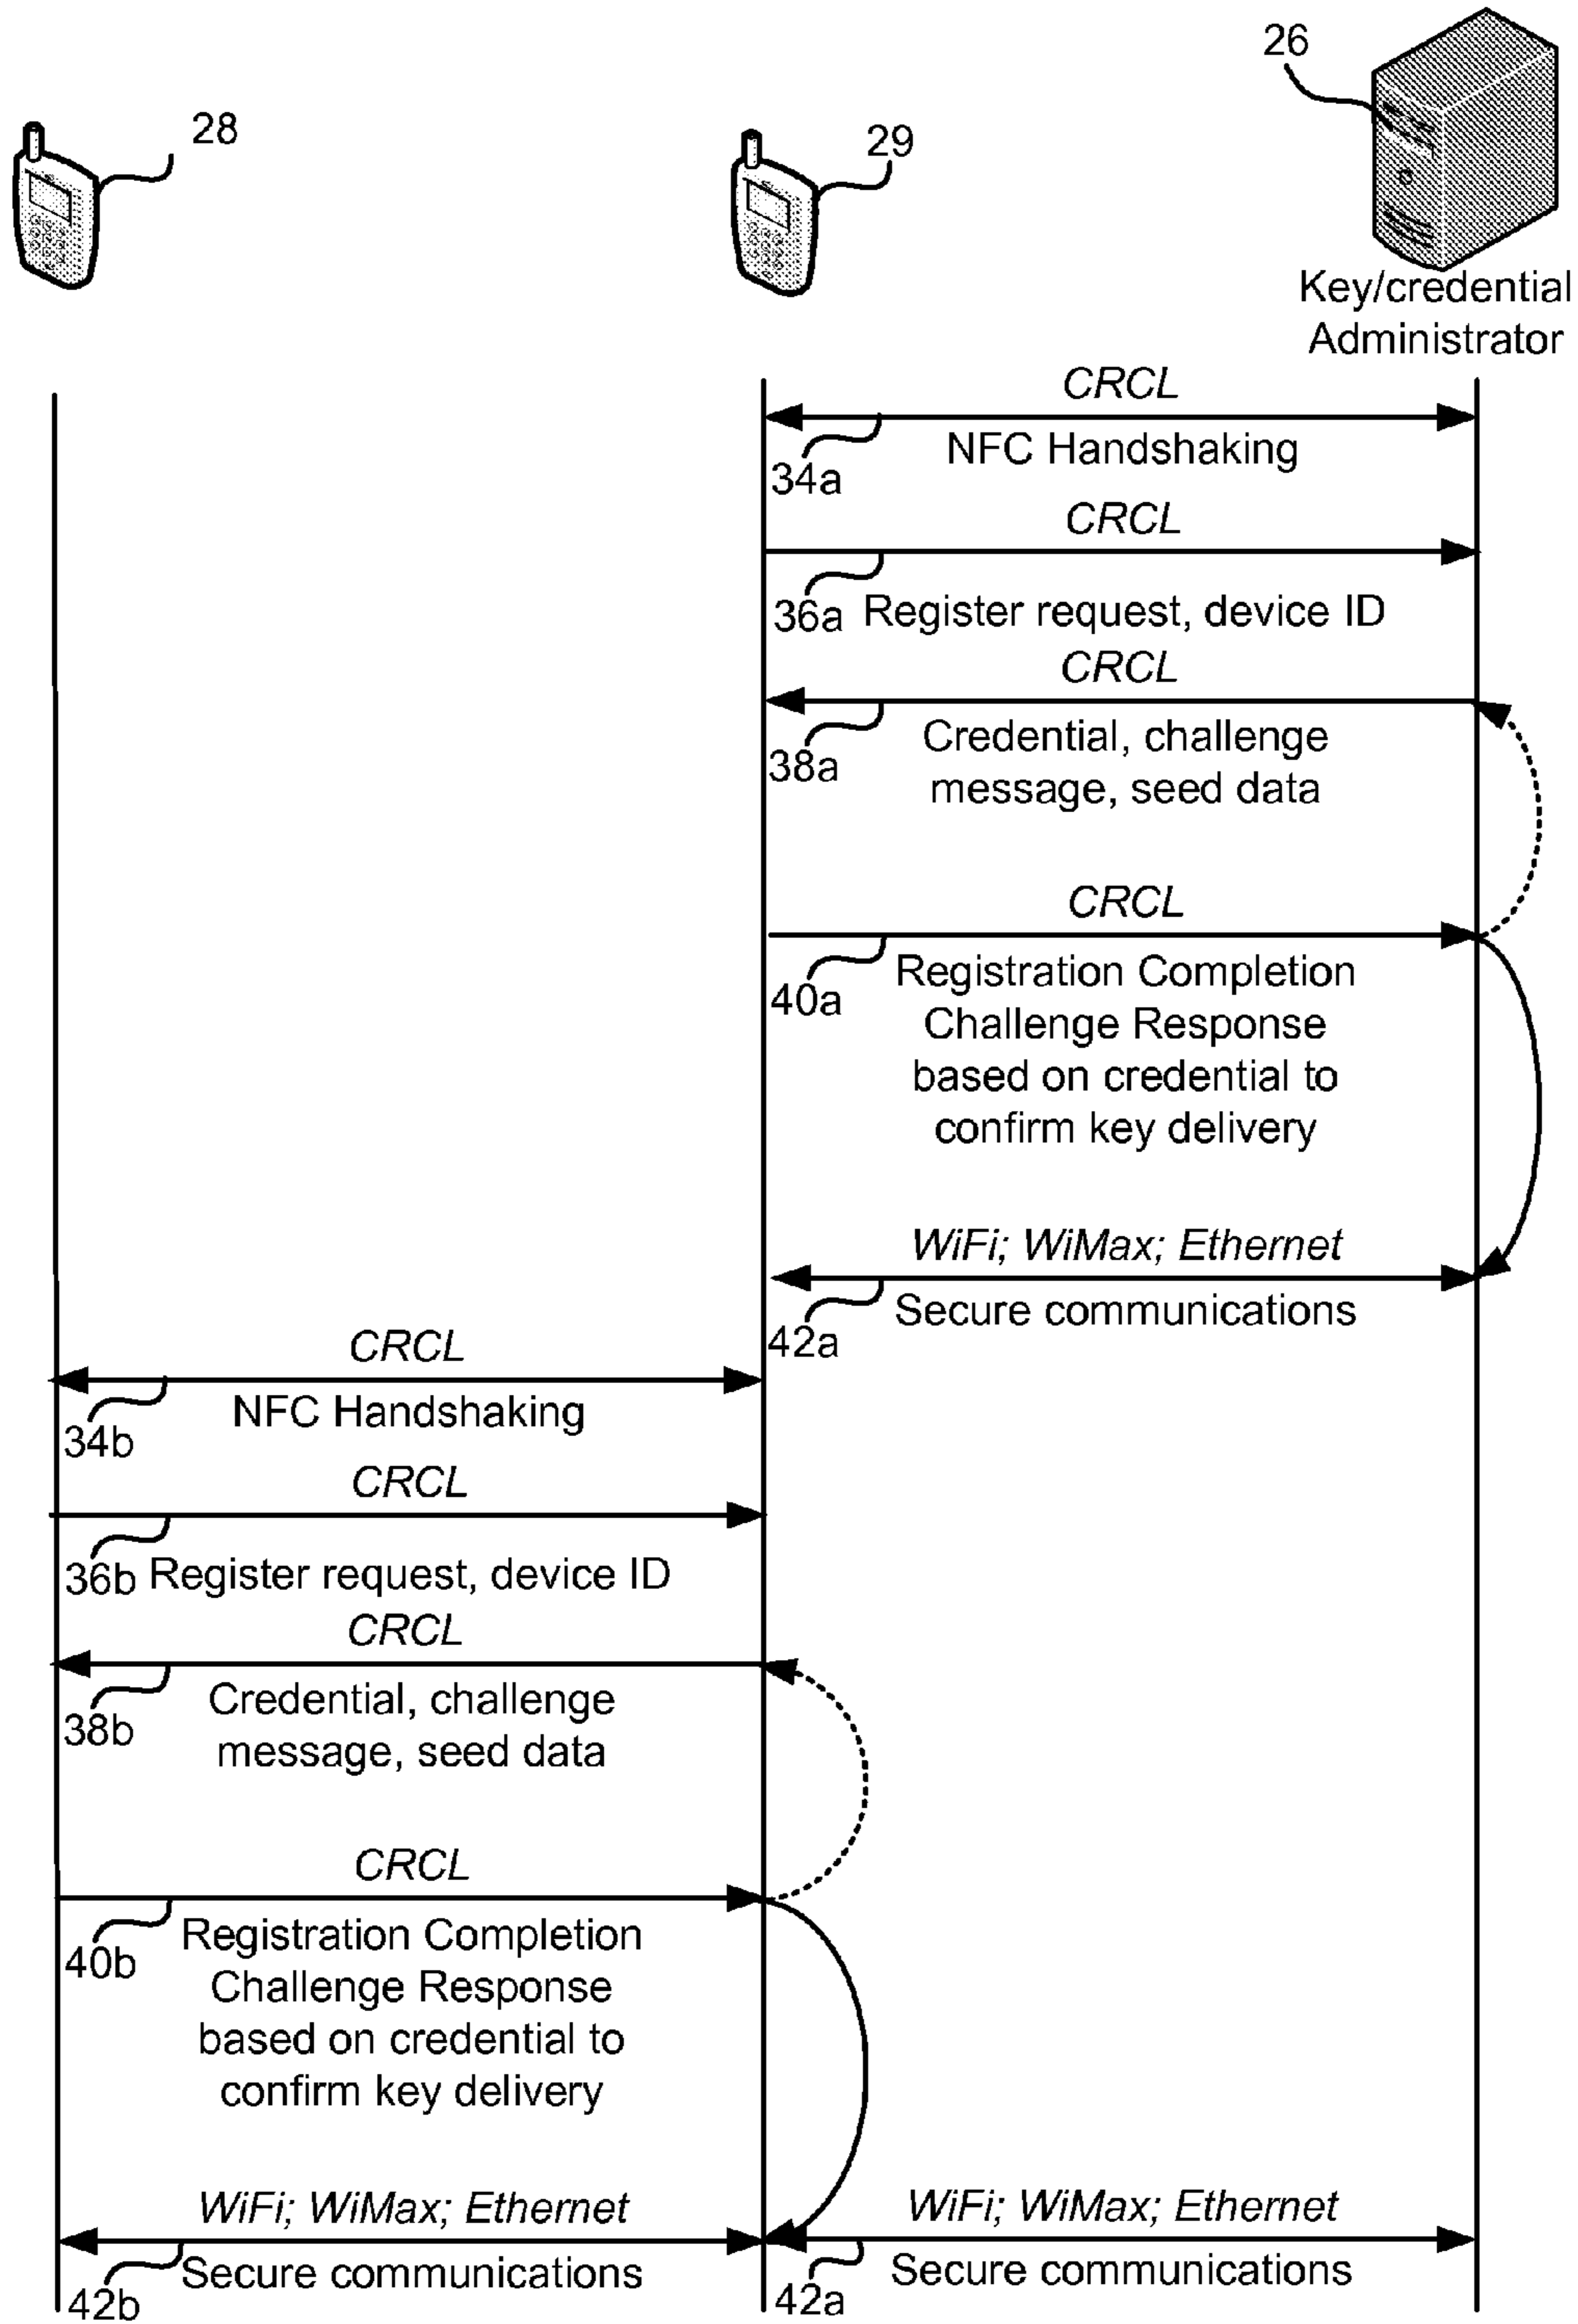 26
28
29
Key/credential
Administrator
CRCL
NFC Handshaking
34a
CRCL
36a Register request, device ID
CRCL
38a
Credential, challenge
message, seed data
CRCL
40a
Registration Completion
Challenge Response
based on credential to
confirm key delivery
WiFi; WiMax; Ethernet
Secure communications
42a
CRCL
NFC Handshaking
34b
CRCL
36b Register request, device ID
CRCL
38b
Credential, challenge
message, seed data
CRCL
40b
Registration Completion
Challenge Response
based on credential to
confirm key delivery
WiFi; WiMax; Ethernet
Secure communications
42b
WiFi; WiMax; Ethernet
Secure communications
42a